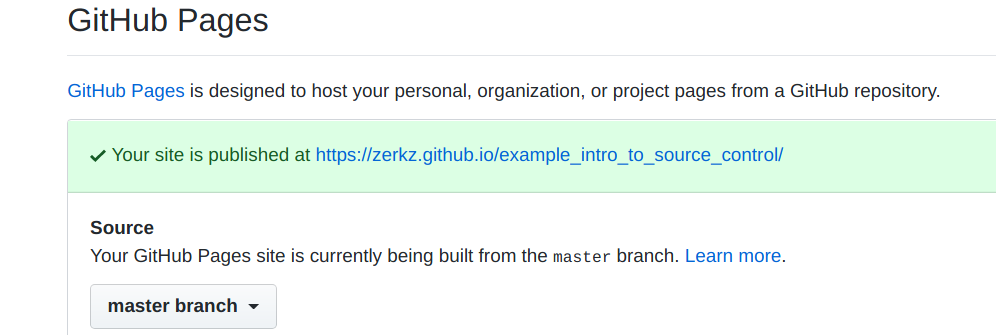 GitHub Pages
GitHub Pages is designed to host your personal, organization, or project pages from a GitHub repository.
Your site is published at https://zerkz.github.io/example_intro_to_source_control/
Source
Your GitHub Pages site is currently being built from the master branch. Learn more.
master branch